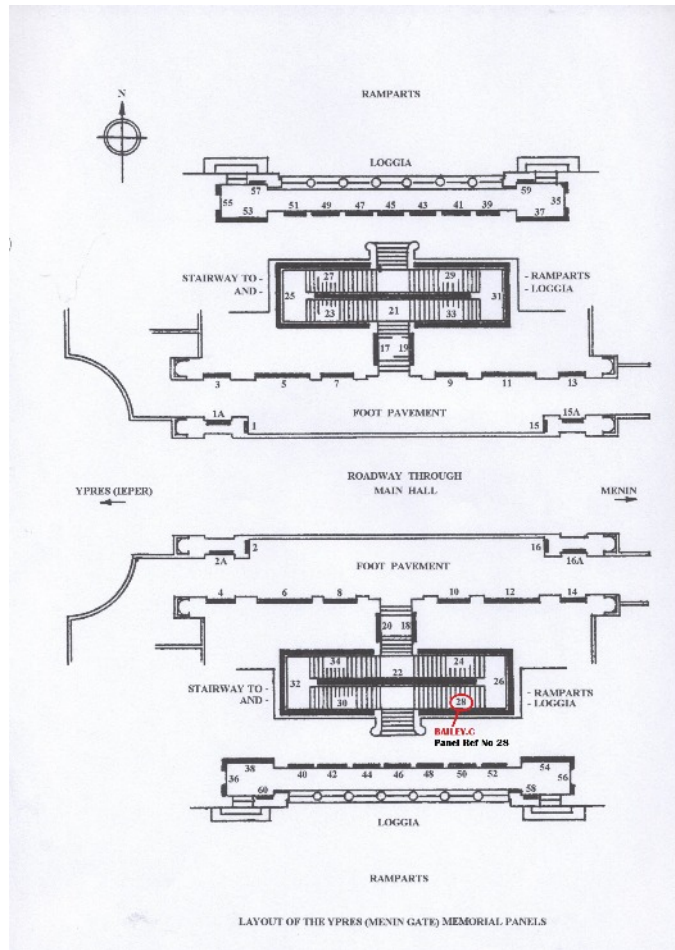 N
RAMPARTS
LOGGIA
57
59
55
35
53
51
49
47
45
43
41
39
37
STAIRWAY TO -
- AND -
27
29
- RAMPARTS
- LOGGIA
25
31
23
21
33
17
19
3
5
7
9
11
13
1A
FOOT PAVEMENT
15A
1
15
ROADWAY THROUGH
MAIN HALL
YPRES (IEPER)
MENIN
2
16
2A
FOOT PAVEMENT
16A
4
6
8
10
12
14
20
18
34
24
22
32
26
STAIRWAY TO -
AND -
- RAMPARTS
- LOGGIA
30
28
BAILEY.C
Panel Ref No 28
38
40
42
44
46
48
50
52
54
36
56
60
58
LOGGIA
RAMPARTS
LAYOUT OF THE YPRES (MENIN GATE) MEMORIAL PANELS